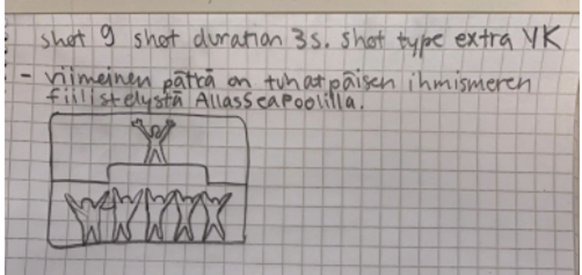 shot 9 shot duration 3s. shot type extra YK
- viimeinen pätkä on tuhatpäisen ihmismeren
fiilistelystä Allasseapoolilla.